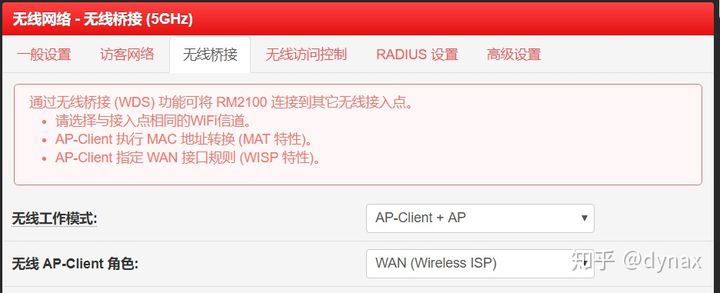 无线网络 - 无线桥接 (5GHz)
一般设置 访客网络 无线桥接 无线访问控制 RADIUS 设置 高级设置
通过无线桥接 (WDS) 功能可将 RM2100 连接到其它无线接入点。
• 请选择与接入点相同的WiFi信道。
• AP-Client 执行 MAC 地址转换 (MAT 特性)。
• AP-Client 指定 WAN 接口规则 (WISP 特性)。
无线工作模式: AP-Client + AP
无线 AP-Client 角色: WAN (Wireless ISP)
知乎 @dynax